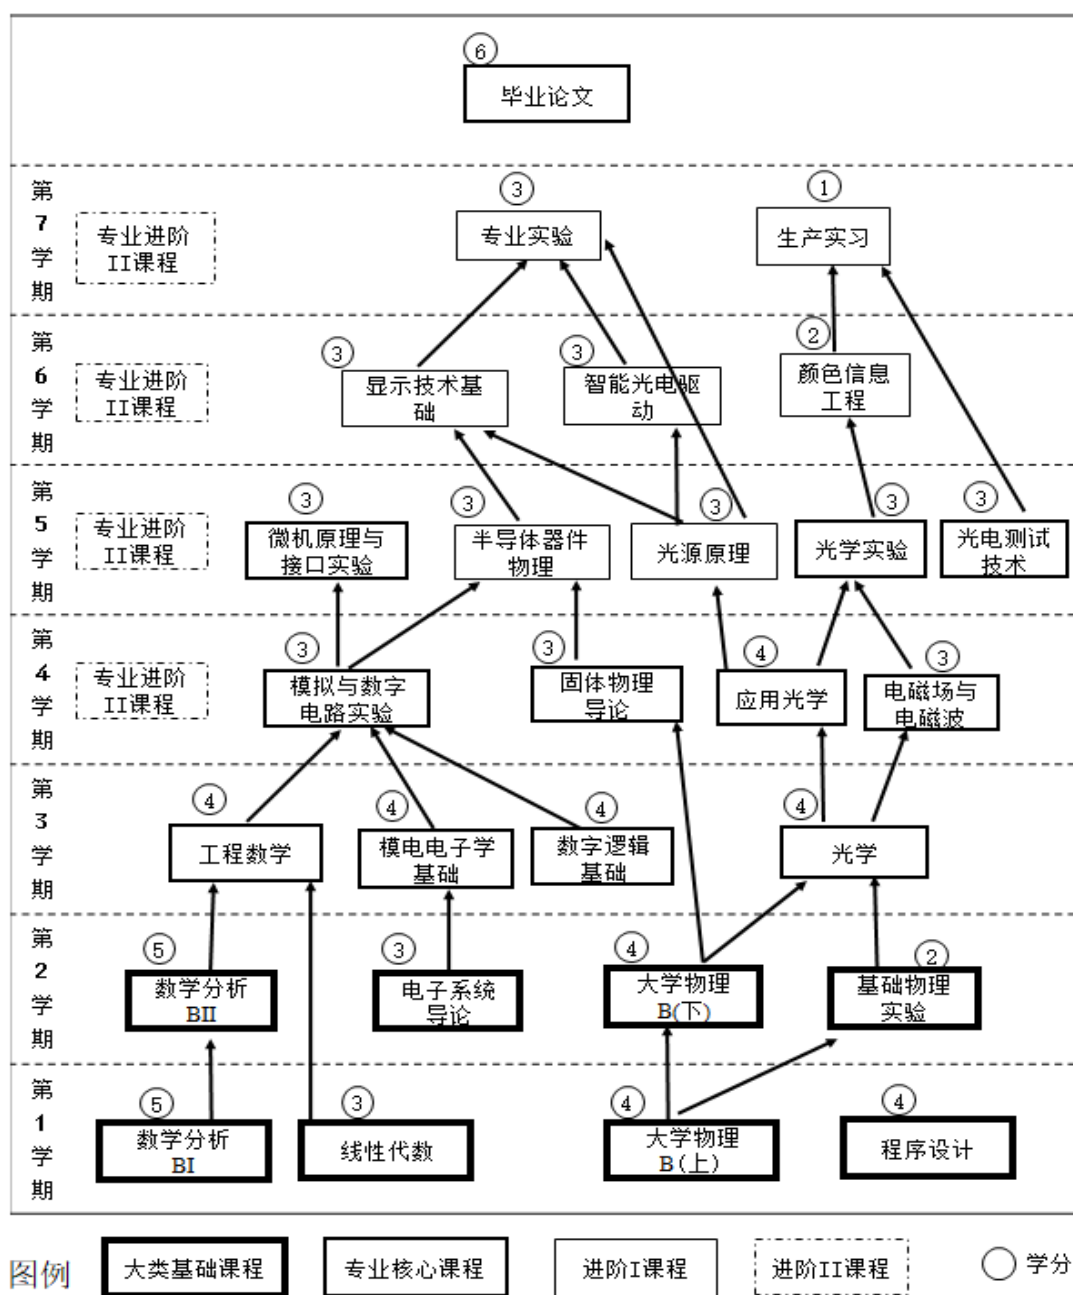 ⑥
毕业论文
第
7
学
期
专业进阶
II课程
③
专业实验
①
生产实习
第
6
学
期
专业进阶
II课程
③
显示技术基
础
③
智能光电驱
动
②
颜色信息
工程
第
5
学
期
专业进阶
II课程
③
微机原理与
接口实验
③
半导体器件
物理
③
光源原理
③
光学实验
③
光电测试
技术
第
4
学
期
专业进阶
II课程
③
模拟与数字
电路实验
③
固体物理
导论
④
应用光学
③
电磁场与
电磁波
第
3
学
期
④
工程数学
④
模电电子学
基础
④
数字逻辑
基础
④
光学
第
2
学
期
⑤
数学分析
BII
③
电子系统
导论
④
大学物理
B(下)
②
基础物理
实验
第
1
学
期
⑤
数学分析
BI
③
线性代数
④
大学物理
B(上)
④
程序设计
图例
大类基础课程
专业核心课程
进阶I课程
进阶II课程
学分